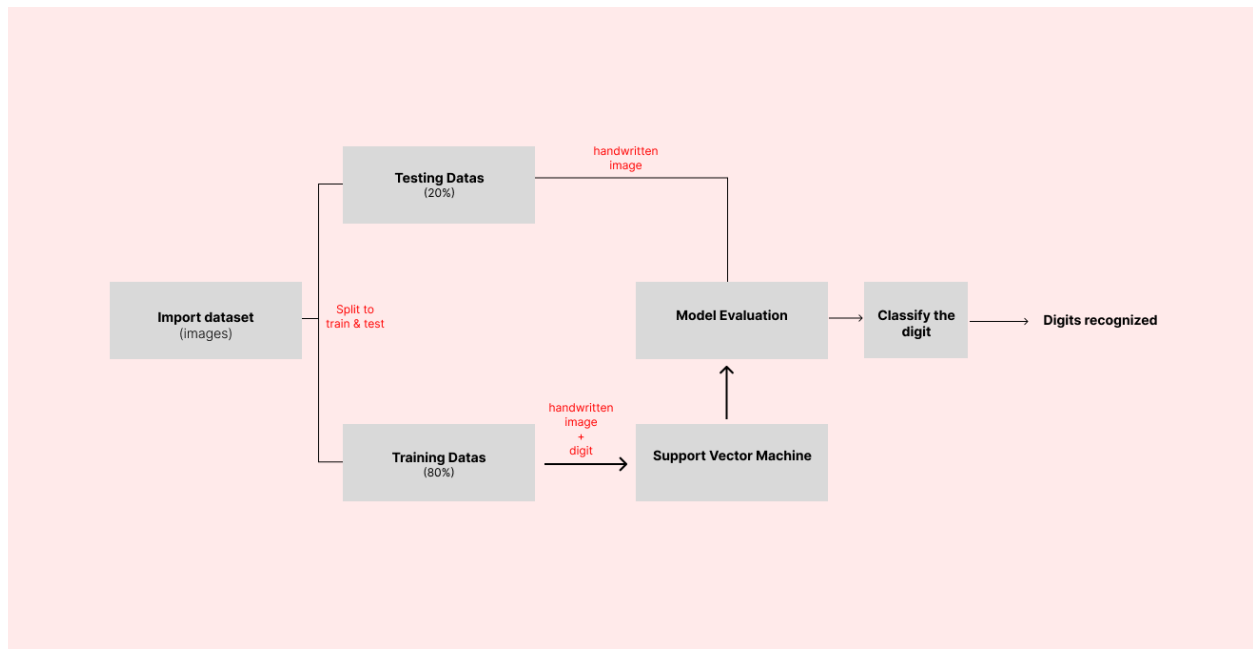 Import dataset
(images)
Split to
train & test
Testing Datas
(20%)
handwritten
image
Training Datas
(80%)
handwritten
image
+
digit
Support Vector Machine
Model Evaluation
Classify the
digit
Digits recognized